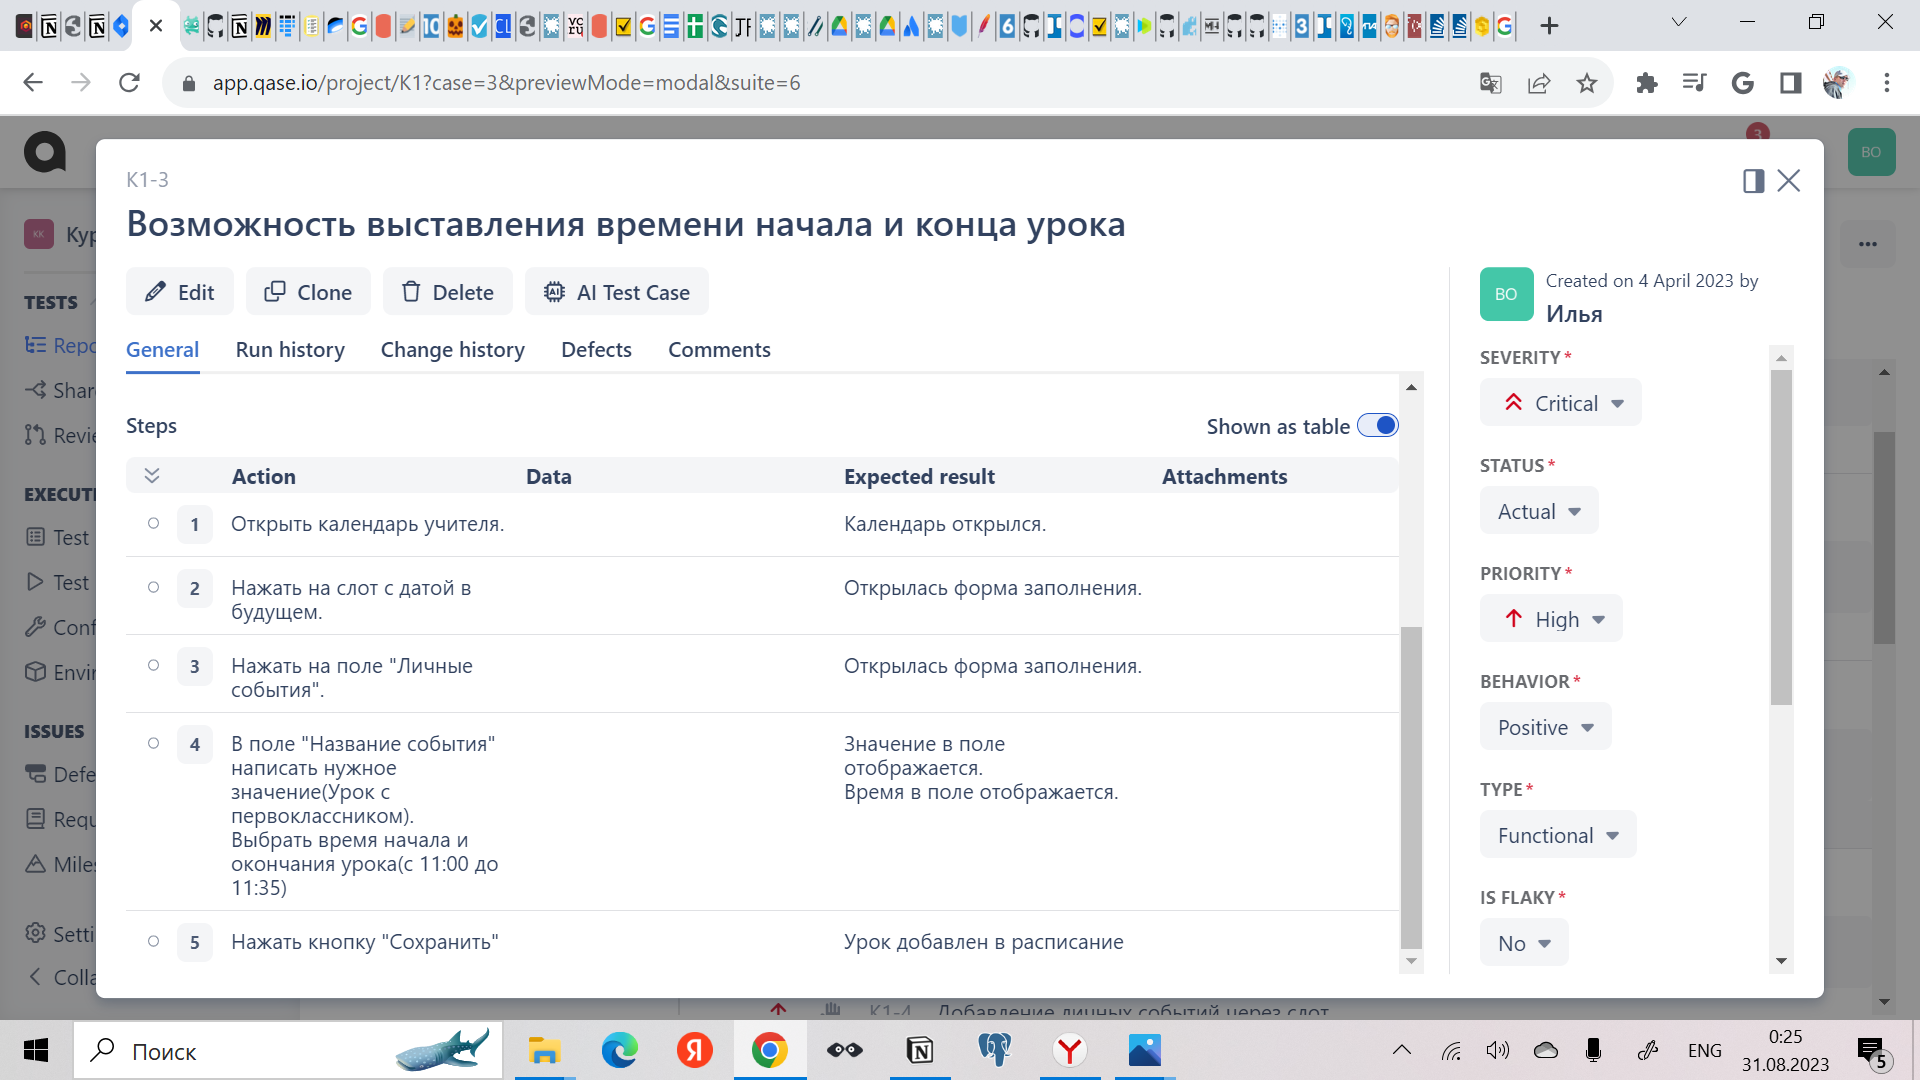 app.qase.io/project/K1?case=3&previewMode=modal&suite=6
3
BO
K1-3
Возможность выставления времени начала и конца урока
Edit
Clone
Delete
AI Test Case
General
Run history
Change history
Defects
Comments
Steps
Shown as table
Action
Data
Expected result
Attachments
1
Открыть календарь учителя.
Календарь открылся.
2
Нажать на слот с датой в
будущем.
Открылась форма заполнения.
3
Нажать на поле "Личные
события".
Открылась форма заполнения.
4
В поле "Название события"
написать нужное
значение(Урок с
первоклассником).
Выбрать время начала и
окончания урока(с 11:00 до
11:35)
Значение в поле
отображается.
Время в поле отображается.
5
Нажать кнопку "Сохранить"
Урок добавлен в расписание
BO
Created on 4 April 2023 by
Илья
SEVERITY*
Critical
STATUS*
Actual
PRIORITY*
High
BEHAVIOR*
Positive
TYPE*
Functional
IS FLAKY*
No
КК
Кур
TESTS
Repo
Shar
Revie
EXECUTI
Test
Test
Conf
Envir
ISSUES
Defe
Requ
Miles
Setti
Colla
K1-4
Добавление личных событий через слот
Поиск
ENG
0:25
31.08.2023
5